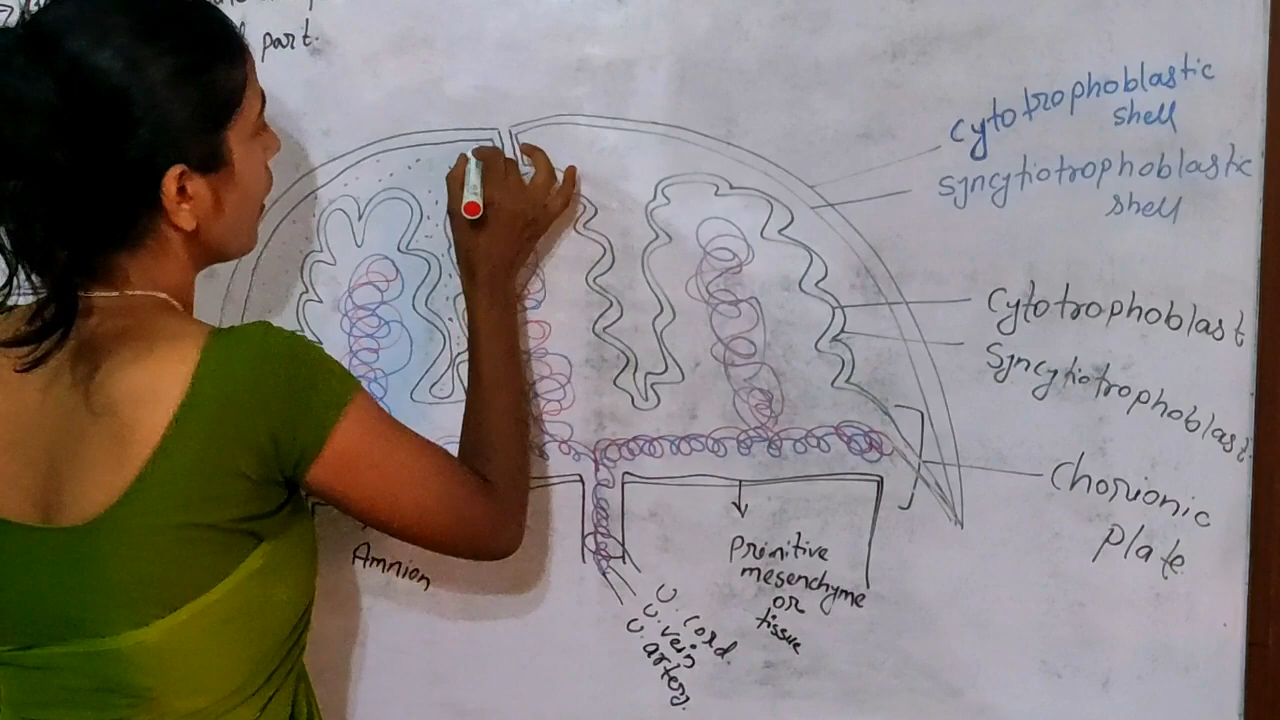 part.
Cytotrophoblastic
shell
Syncytiotrophoblastic
shell
Cytotrophoblast
Syncytiotrophoblast
Chorionic
Plate
Amnion
Primitive
mesenchyme
or
tissue
U. Cord.
U. vein
U. artery.